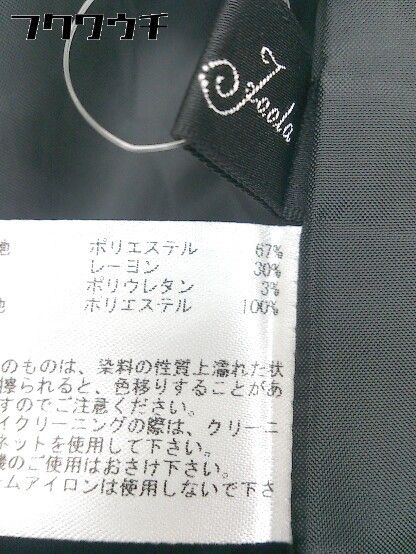 フクウクチ
Joola
地 ポリエステル 67%
レーヨン 30%
ポリウレタン 3%
地 ポリエステル 100%
のものは、染料の性質上濡れた状
擦られると、色移りすることがあ
すのでご注意ください。
イクリーニングの際は、クリーニ
ネットを使用して下さい。
機のご使用はおさけ下さい。
ームアイロンは使用しないで下さ